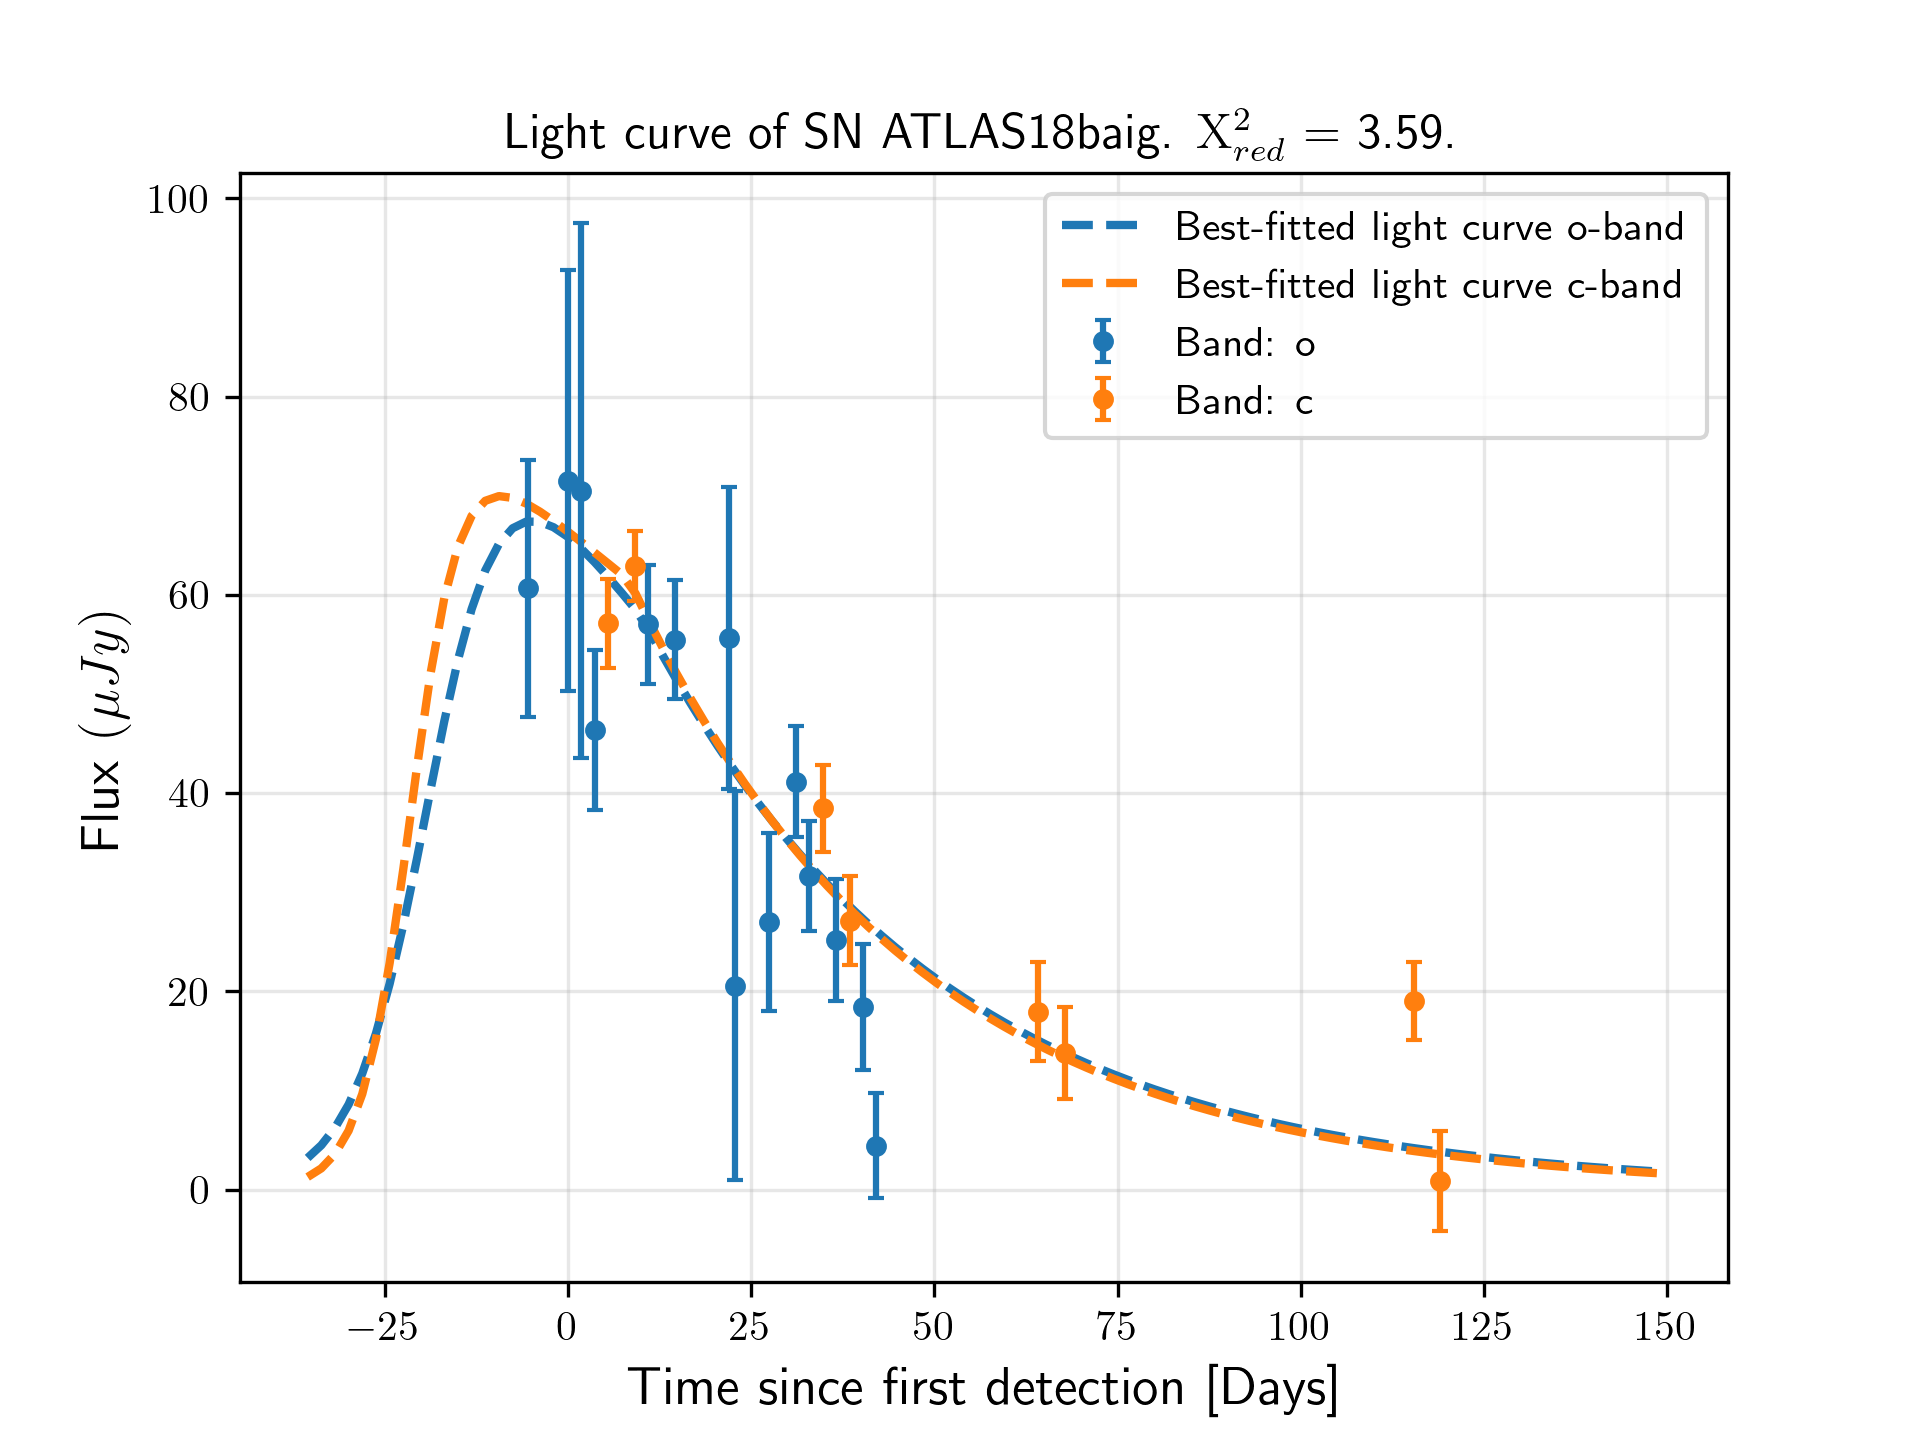 Light curve of SN ATLAS18baig. X²red = 3.59.
100
80
60
40
20
0
Flux (μJy)
Best-fitted light curve o-band
Best-fitted light curve c-band
Band: o
Band: c
−25 0 25 50 75 100 125 150
Time since first detection [Days]